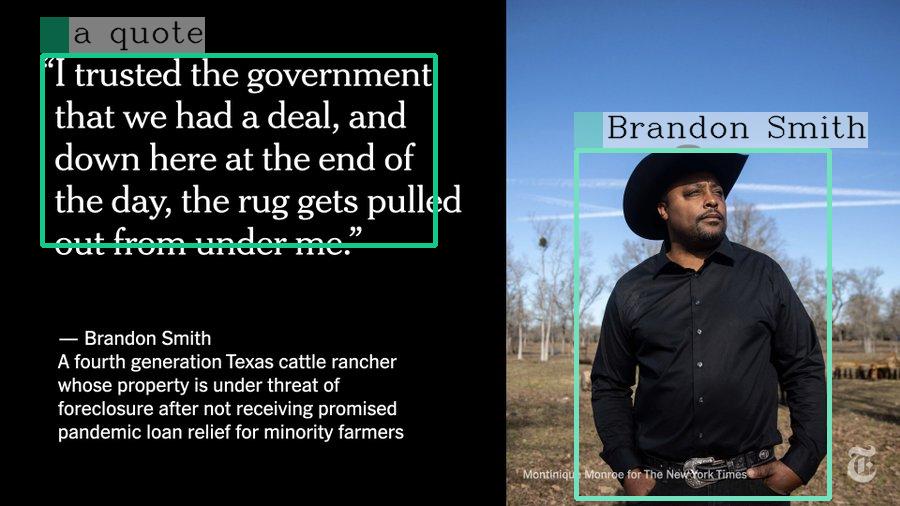 a quote
“I trusted the government
that we had a deal, and
down here at the end of
the day, the rug gets pulled
out from under me.”
— Brandon Smith
A fourth generation Texas cattle rancher
whose property is under threat of
foreclosure after not receiving promised
pandemic loan relief for minority farmers
Brandon Smith
Montinique Monroe for The New York Times
T